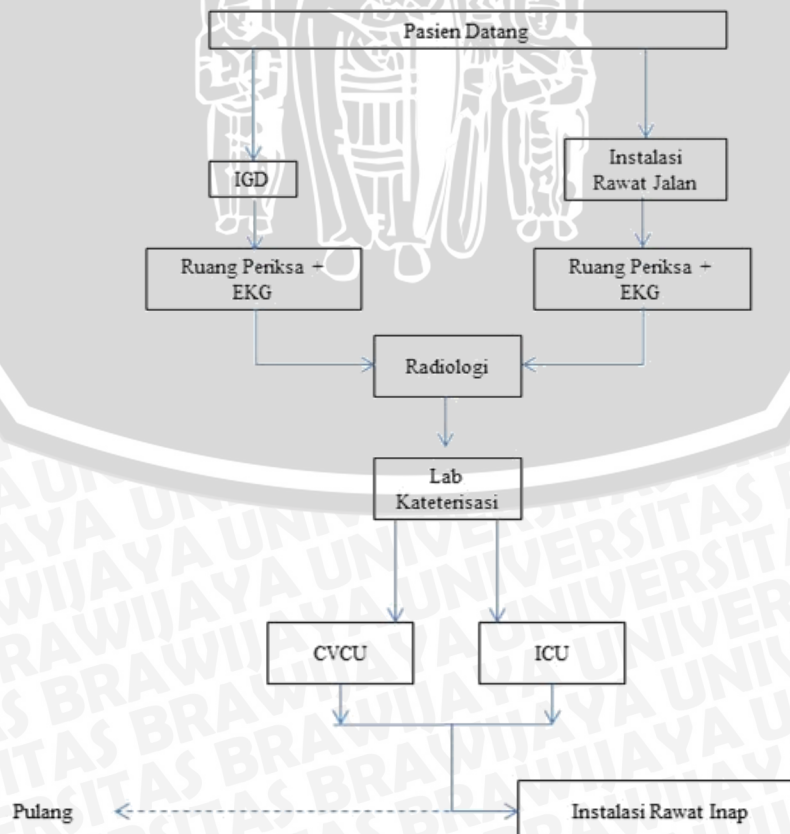 Pasien Datang
IGD
Instalasi
Rawat Jalan
Ruang Periksa +
EKG
Ruang Periksa +
EKG
Radiologi
Lab
Kateterisasi
CVCU
ICU
Pulang
Instalasi Rawat Inap